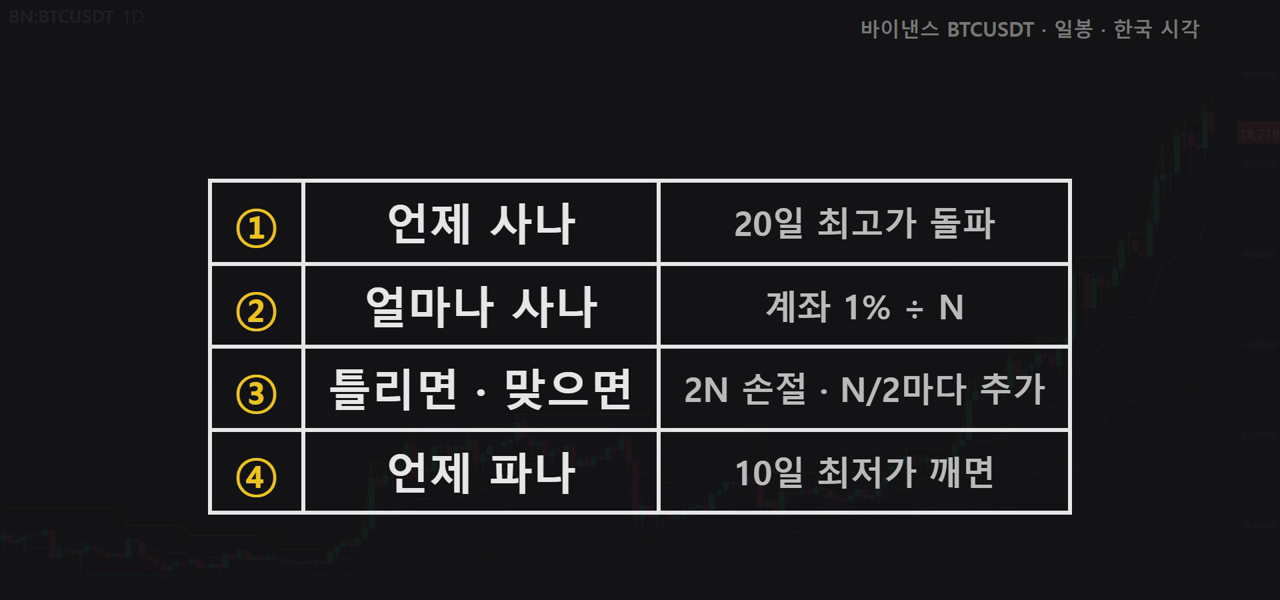 BN:BTCUSDT 1D
바이낸스 BTCUSDT · 일봉 · 한국 시각
① 언제 사나 20일 최고가 돌파
② 얼마나 사나 계좌 1% ÷ N
③ 틀리면 · 맞으면 2N 손절 · N/2마다 추가
④ 언제 파나 10일 최저가 깨면